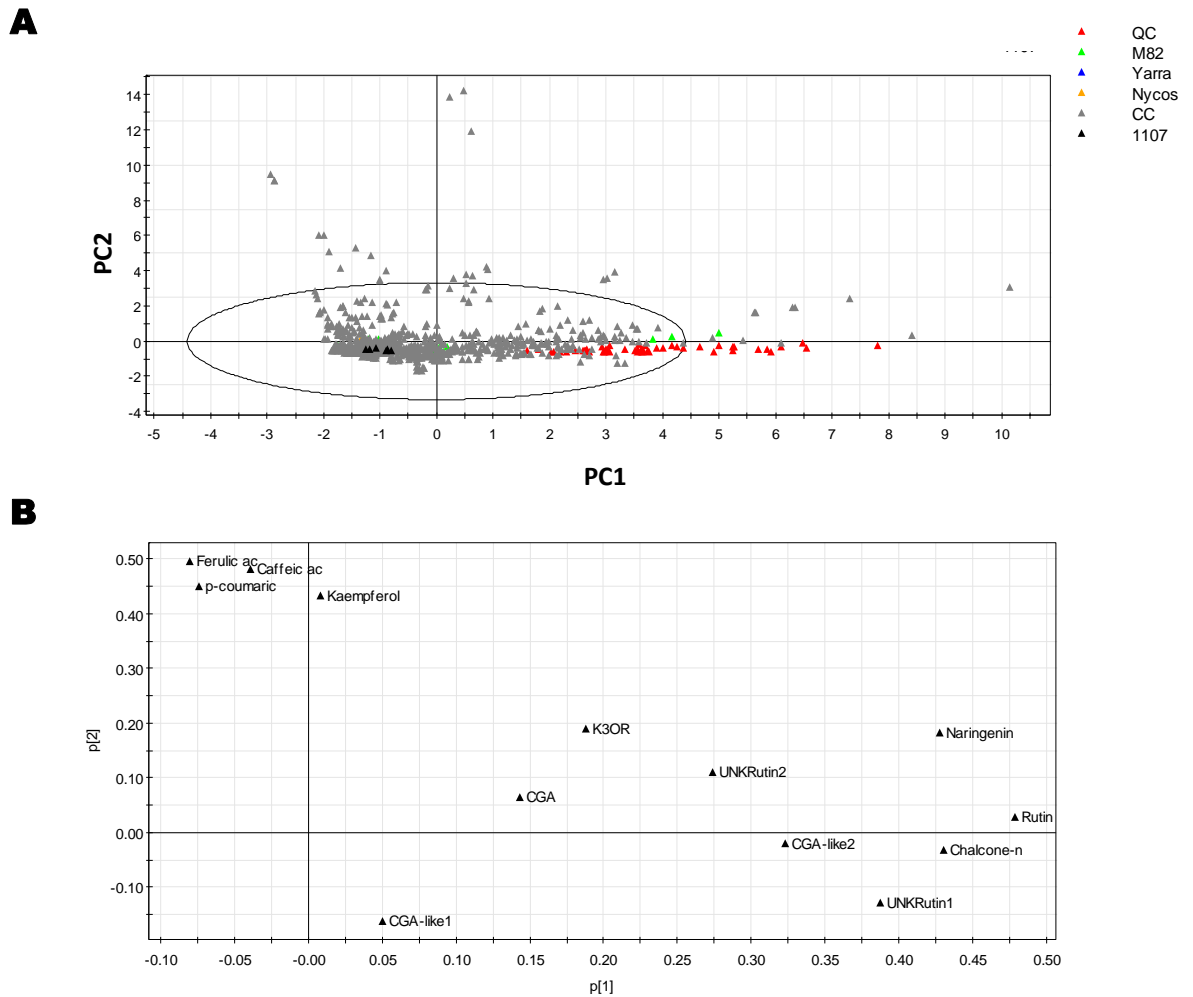 A
QC
M82
Yarra
Nycos
CC
1107
14
12
10
8
6
4
2
0
-2
-4
PC2
-5 -4 -3 -2 -1 0 1 2 3 4 5 6 7 8 9 10
PC1
B
0.50
0.40
0.30
0.20
0.10
0.00
-0.10
p[2]
Ferulic ac
Caffeic ac
p-coumaric
Kaempferol
K3OR
Naringenin
UNKRutin2
CGA
Rutin
CGA-like2
Chalcone-n
UNKRutin1
CGA-like1
-0.10 -0.05 -0.00 0.05 0.10 0.15 0.20 0.25 0.30 0.35 0.40 0.45 0.50
p[1]